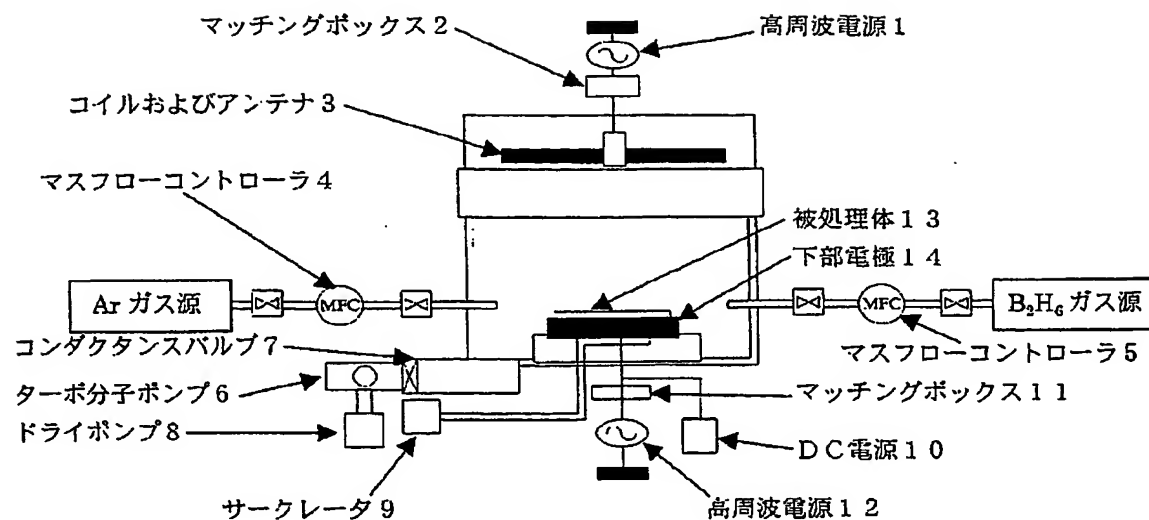 マッチングボックス２
高周波電源１
コイルおよびアンテナ３
マスフローコントローラ４
被処理体１３
下部電極１４
Ar ガス源
MFC
MFC
B₂H₆ ガス源
コンダクタンスバルブ７
マスフローコントローラ５
ターボ分子ポンプ６
マッチングボックス１１
ドライポンプ８
ＤＣ電源１０
サークレータ９
高周波電源１２